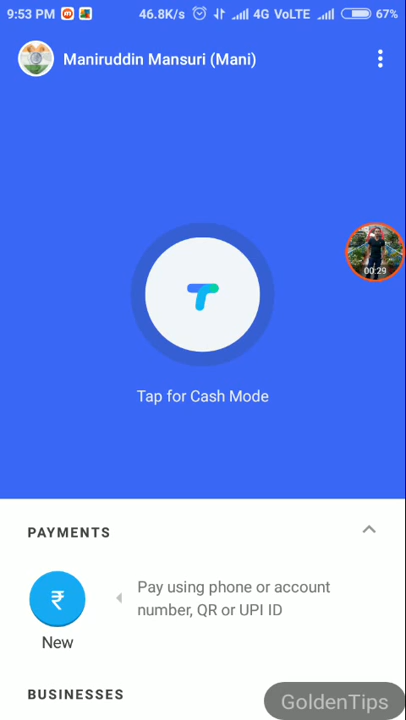 9:53 PM 46.8K/s 4G VoLTE 67%
Maniruddin Mansuri (Mani)
00:29
Tap for Cash Mode
PAYMENTS
Pay using phone or account
number, QR or UPI ID
₹
New
BUSINESSES
GoldenTips